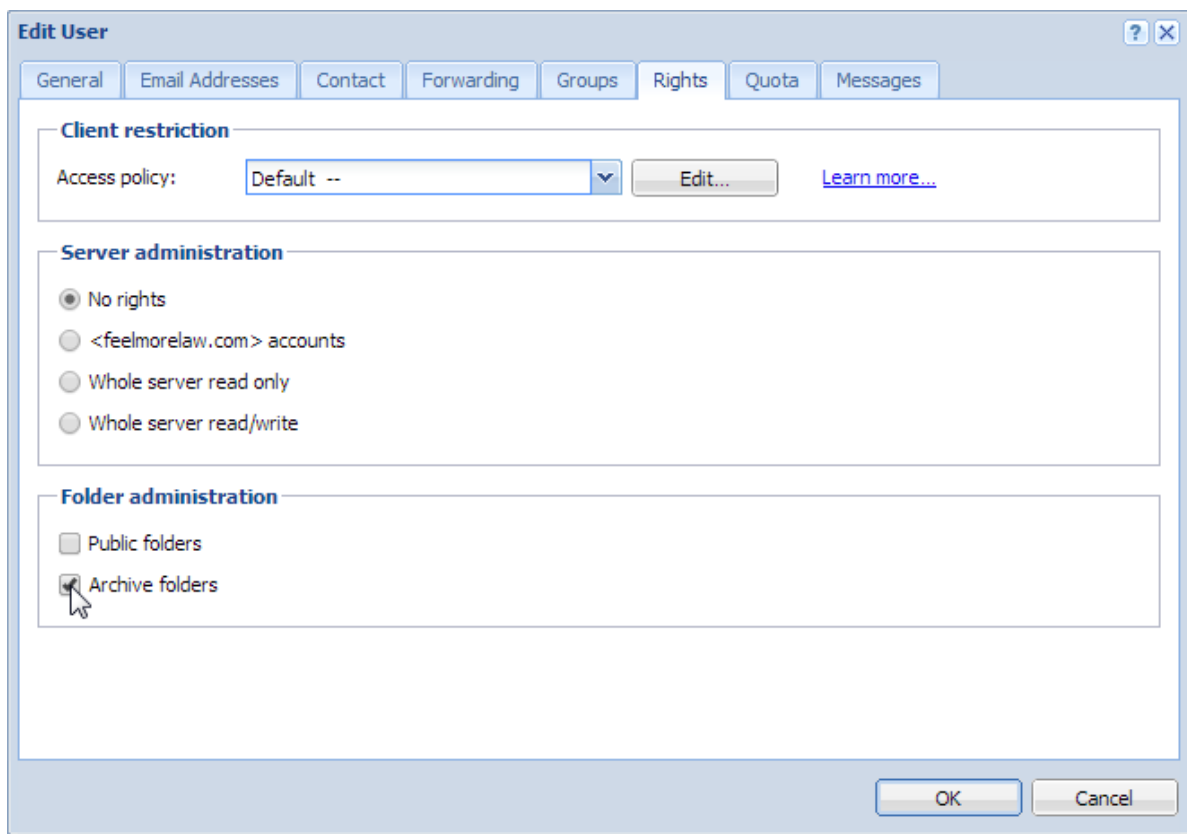 Edit User
?
General Email Addresses Contact Forwarding Groups Rights Quota Messages
Client restriction
Access policy: Default -- Edit... Learn more...
Server administration
No rights
<feelmorelaw.com> accounts
Whole server read only
Whole server read/write
Folder administration
Public folders
Archive folders
OK Cancel